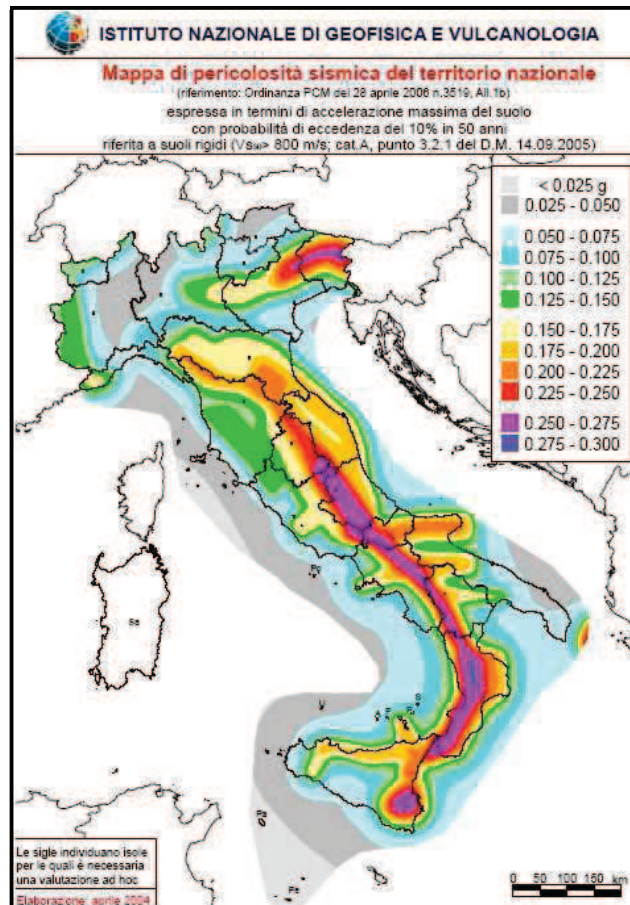 ISTITUTO NAZIONALE DI GEOFISICA E VULCANOLOGIA
Mappa di pericolosità sismica del territorio nazionale
(riferimento: Ordinanza PCM del 28 aprile 2006 n.3519, All.1b)
espressa in termini di accelerazione massima del suolo
con probabilità di eccedenza del 10% in 50 anni
riferita a suoli rigidi (Vs30> 800 m/s; cat.A, punto 3.2.1 del D.M. 14.09.2005)
< 0.025 g
0.025 - 0.050
0.050 - 0.075
0.075 - 0.100
0.100 - 0.125
0.125 - 0.150
0.150 - 0.175
0.175 - 0.200
0.200 - 0.225
0.225 - 0.250
0.250 - 0.275
0.275 - 0.300
Sa
U
Pa
Pe
Le sigle individuano isole
per le quali è necessaria
una valutazione ad hoc
Elaborazione: aprile 2004
0 50 100 150 km